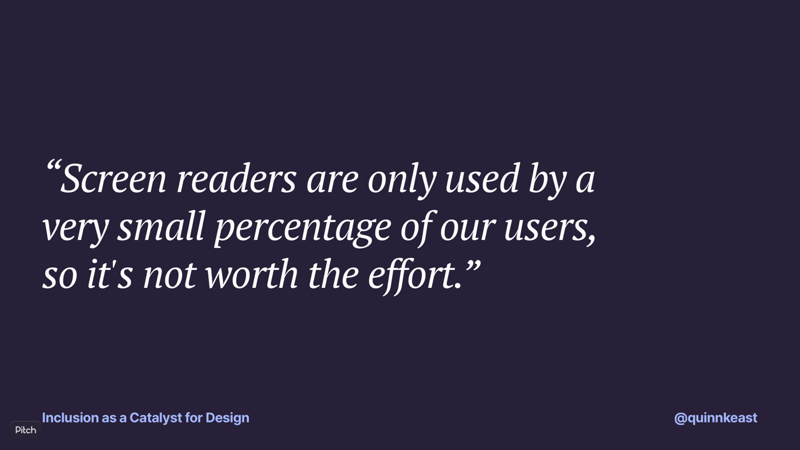 “Screen readers are only used by a
very small percentage of our users,
so it's not worth the effort.”
Inclusion as a Catalyst for Design
@quinnkeast
Pitch